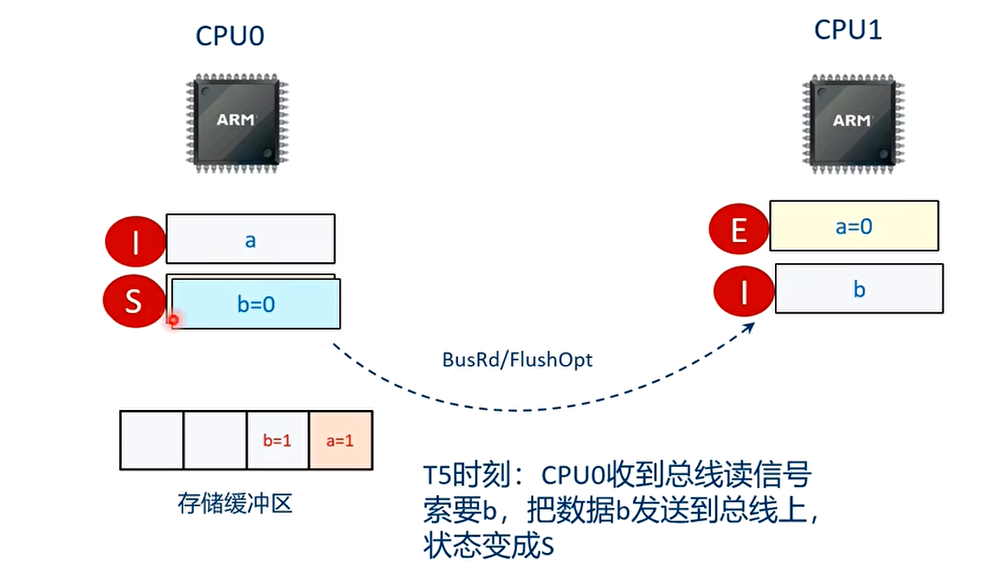 CPU0
CPU1
ARM
ARM
I
a
E
a=0
S
b=0
I
b
BusRd/FlushOpt
b=1
a=1
存储缓冲区
T5时刻：CPU0收到总线读信号
索要b，把数据b发送到总线上，
状态变成S